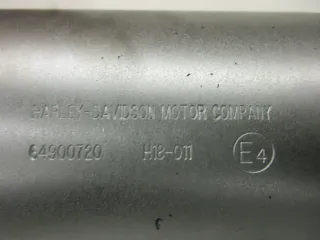 HARLEY-DAVIDSON MOTOR COMPANY
64900720 H18-011 E4